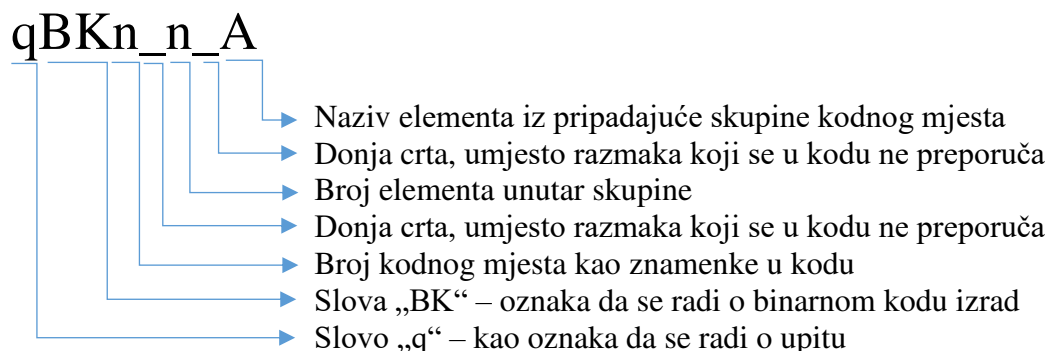 qBKn_n_A
Naziv elementa iz pripadajuće skupine kodnog mjesta
Donja crta, umjesto razmaka koji se u kodu ne preporuča
Broj elementa unutar skupine
Donja crta, umjesto razmaka koji se u kodu ne preporuča
Broj kodnog mjesta kao znamenke u kodu
Slova „BK“ – oznaka da se radi o binarnom kodu izrad
Slovo „q“ – kao oznaka da se radi o upitu